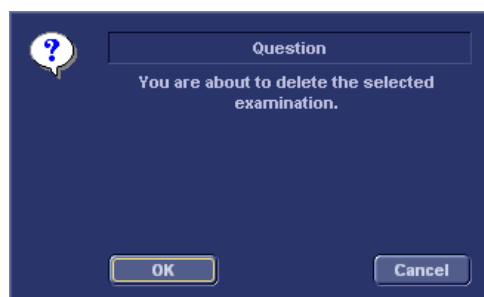 ?
Question
You are about to delete the selected
examination.
OK
Cancel